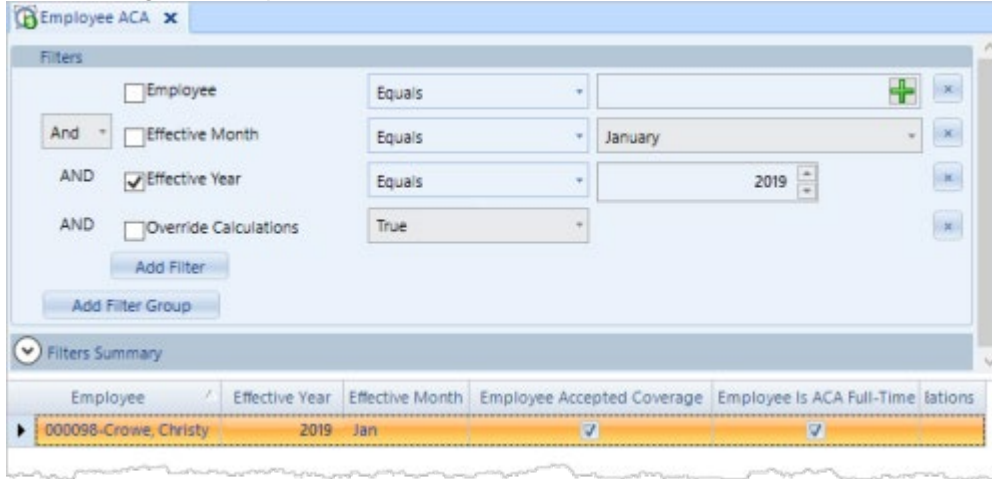 Employee ACA
Filters
Employee Equals
And Effective Month Equals January
AND Effective Year Equals 2019
AND Override Calculations True
Add Filter
Add Filter Group
Filters Summary
Employee Effective Year Effective Month Employee Accepted Coverage Employee Is ACA Full-Time lations
000098-Crowe, Christy 2019 Jan